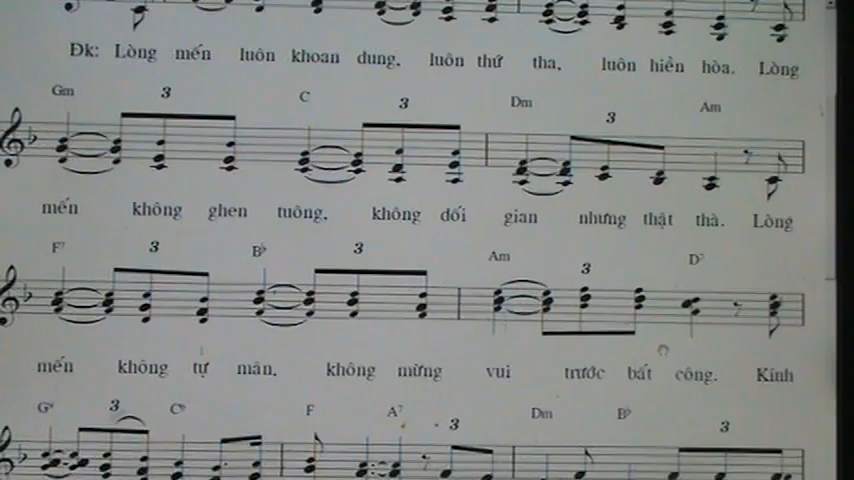 Đk: Lòng mến luôn khoan dung, luôn thứ tha, luôn hiền hòa. Lòng
Gm 3 C 3 Dm 3 Am
mến không ghen tuông, không dối gian nhưng thật thà. Lòng
F7 3 Bb 3 Am 3 D7
mến không tự mãn, không mừng vui trước bất công. Kính
3 F A7 3 Dm Bb 3